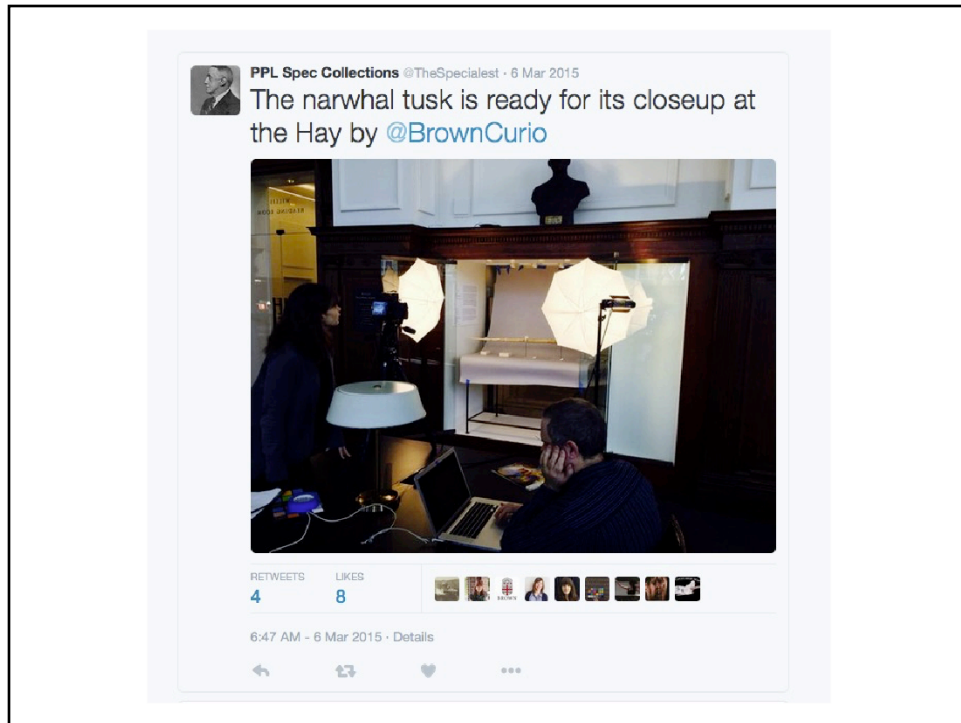 PPL Spec Collections @TheSpecialest · 6 Mar 2015
The narwhal tusk is ready for its closeup at
the Hay by @BrownCurio
RETWEETS LIKES
4 8
BROWN
6:47 AM - 6 Mar 2015 · Details